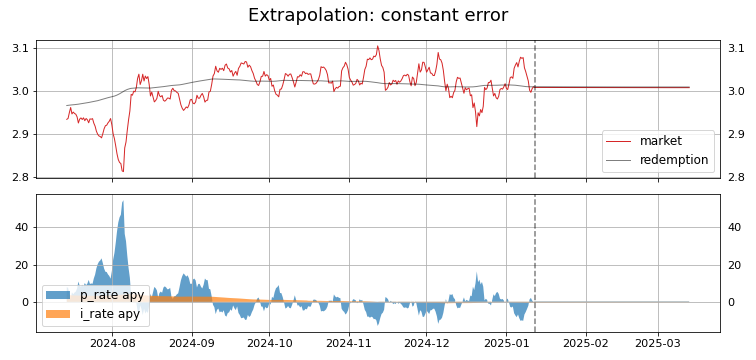 Extrapolation: constant error
3.1 3.1
3.0 3.0
2.9 2.9
2.8 2.8
market
redemption
40 40
20 20
0 0
p_rate apy
i_rate apy
2024-08 2024-09 2024-10 2024-11 2024-12 2025-01 2025-02 2025-03